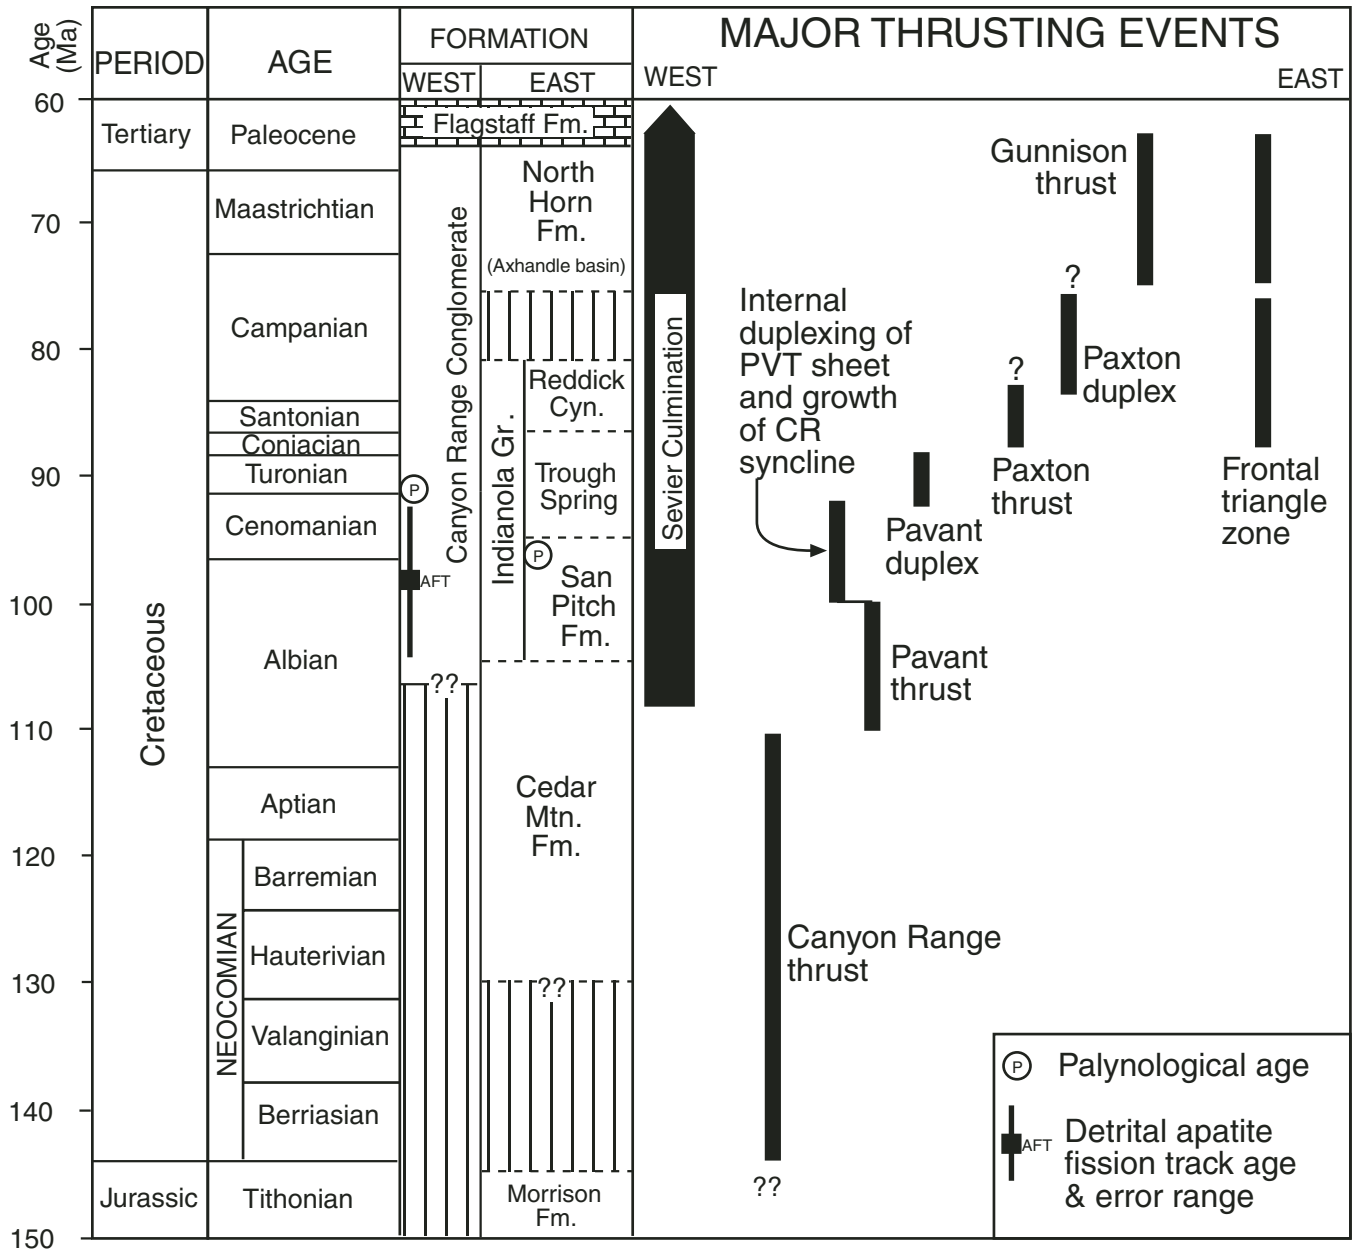 Age
(Ma)
PERIOD
AGE
FORMATION
WEST
EAST
MAJOR THRUSTING EVENTS
WEST
EAST
60
70
80
90
100
110
120
130
140
150
Tertiary
Cretaceous
Jurassic
Paleocene
Maastrichtian
Campanian
Santonian
Coniacian
Turonian
Cenomanian
Albian
Aptian
NEOCOMIAN
Barremian
Hauterivian
Valanginian
Berriasian
Tithonian
Flagstaff Fm.
Canyon Range Conglomerate
P
AFT
??
North
Horn
Fm.
(Axhandle basin)
Indianola Gr.
Reddick
Cyn.
Trough
Spring
P
San
Pitch
Fm.
Cedar
Mtn.
Fm.
??
Morrison
Fm.
Sevier Culmination
Internal
duplexing of
PVT sheet
and growth
of CR
syncline
Gunnison
thrust
?
Paxton
duplex
?
Paxton
thrust
Frontal
triangle
zone
Pavant
duplex
Pavant
thrust
Canyon Range
thrust
??
P
Palynological age
AFT
Detrital apatite
fission track age
& error range